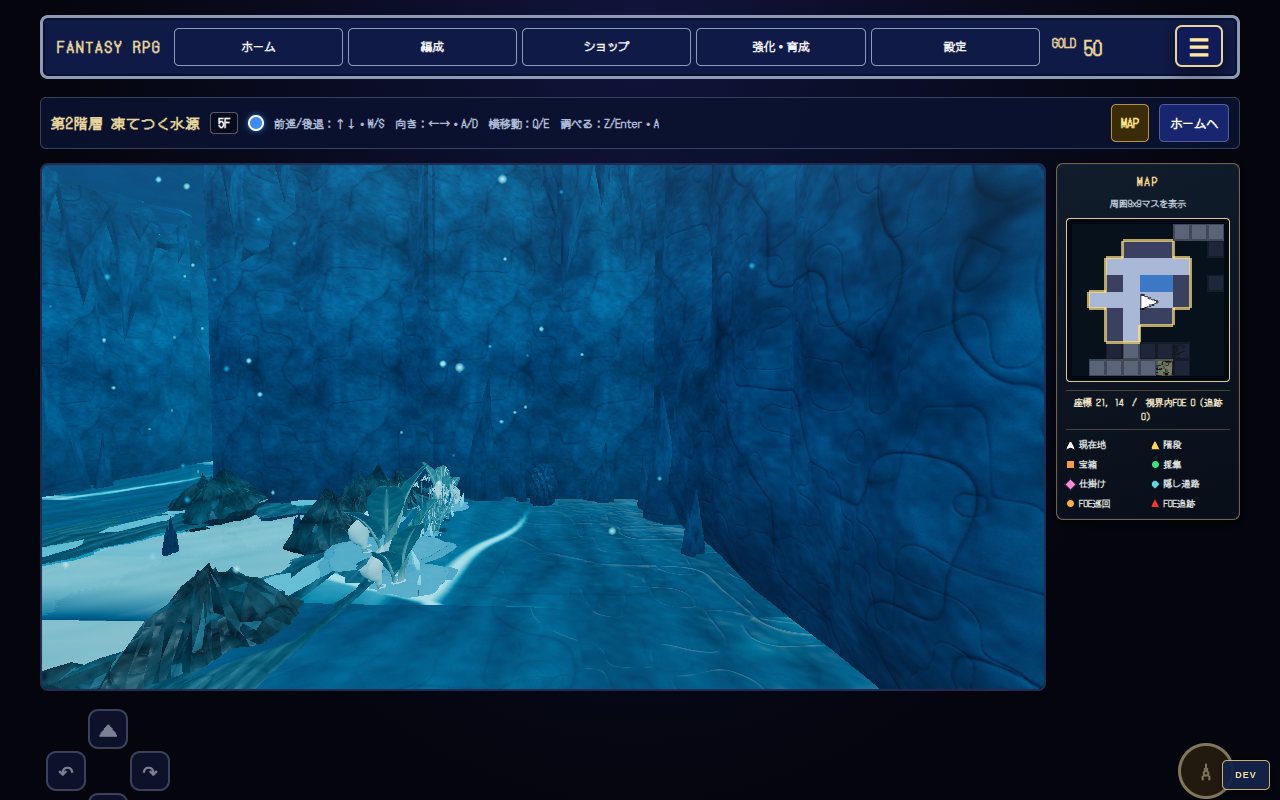 FANTASY RPG
ホーム
編成
ショップ
強化・育成
設定
GOLD 50
第2階層 凍てつく水源
5F
前進/後退：↑↓・W/S 向き：←→・A/D 横移動：Q/E 調べる：Z/Enter・A
MAP
ホームへ
MAP
周囲9x9マスを表示
座標 21, 14 / 視界内FOE 0（追跡
0）
現在地
階段
宝箱
採集
仕掛け
隠し通路
FOE巡回
FOE追跡
A
DEV